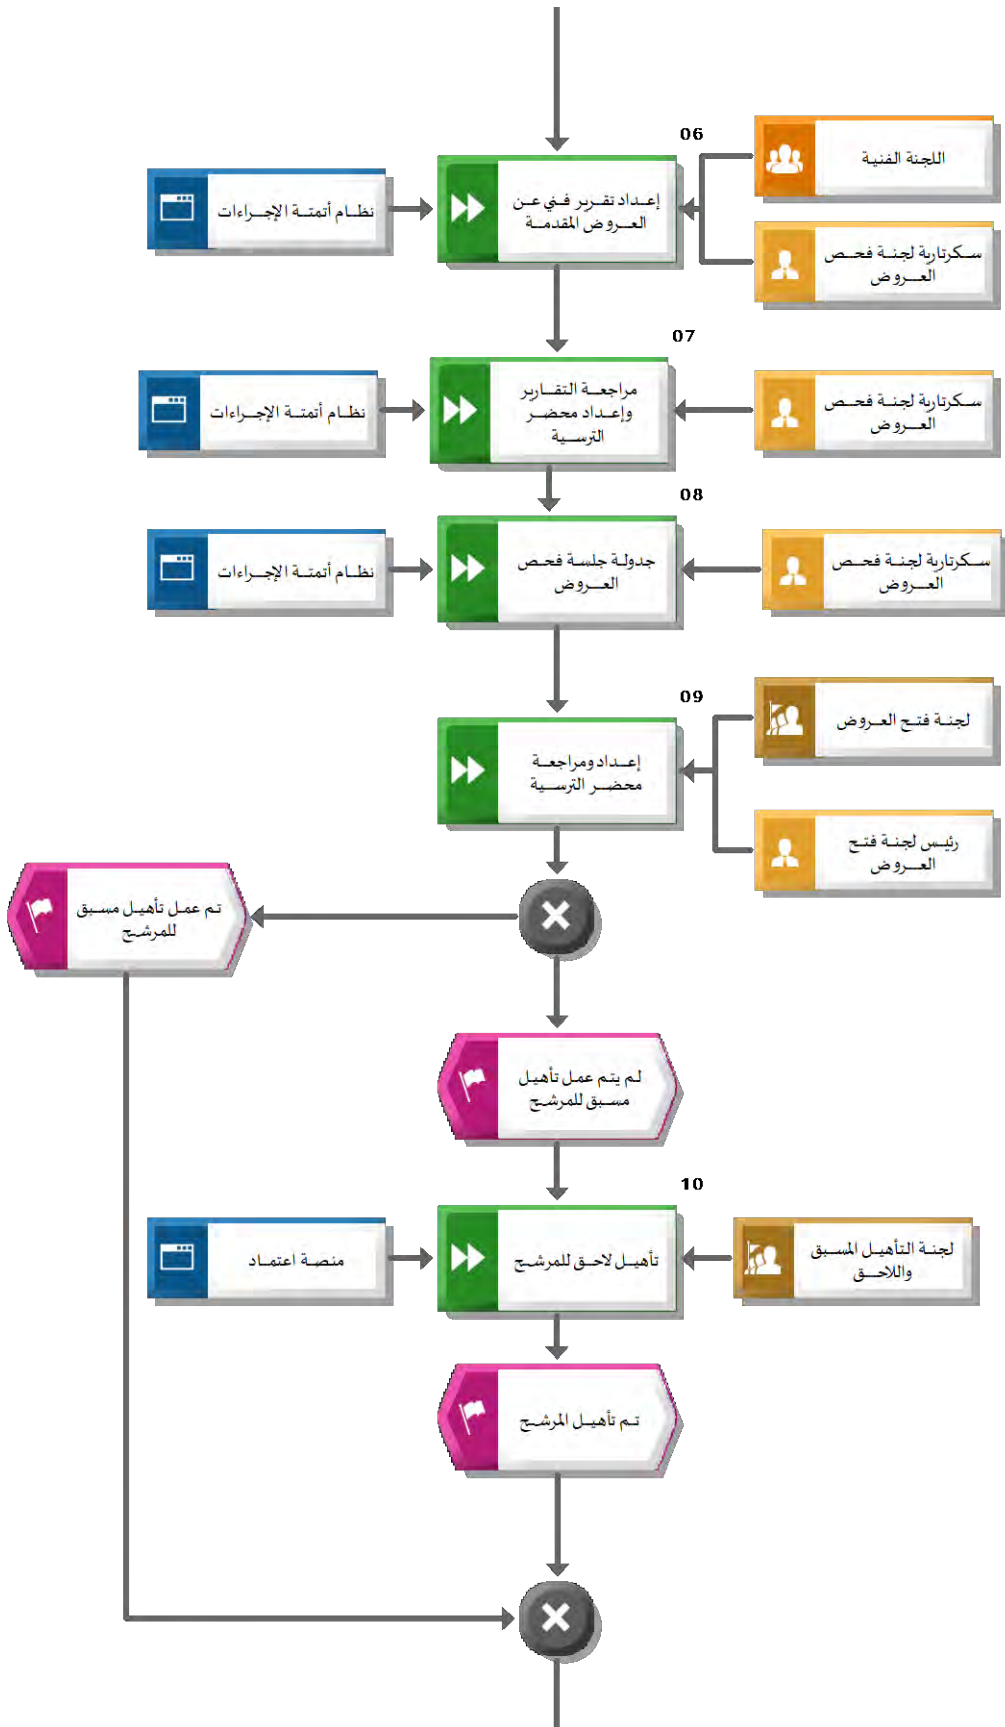 06
اللجنة الفنية
إعداد تقرير فني عن
العروض المقدمة
نظام أتمتة الإجراءات
سكرتارية لجنة فحص
العروض
07
سكرتارية لجنة فحص
العروض
مراجعة التقارير
وإعداد محضر
الترسية
نظام أتمتة الإجراءات
08
سكرتارية لجنة فحص
العروض
جدولة جلسة فحص
العروض
نظام أتمتة الإجراءات
09
لجنة فتح العروض
إعداد ومراجعة
محضر الترسية
رئيس لجنة فتح
العروض
تم عمل تأهيل مسبق
للمرشح
لم يتم عمل تأهيل
مسبق للمرشح
10
لجنة التأهيل المسبق
واللاحق
تأهيل لاحق للمرشح
منصة اعتماد
تم تأهيل المرشح